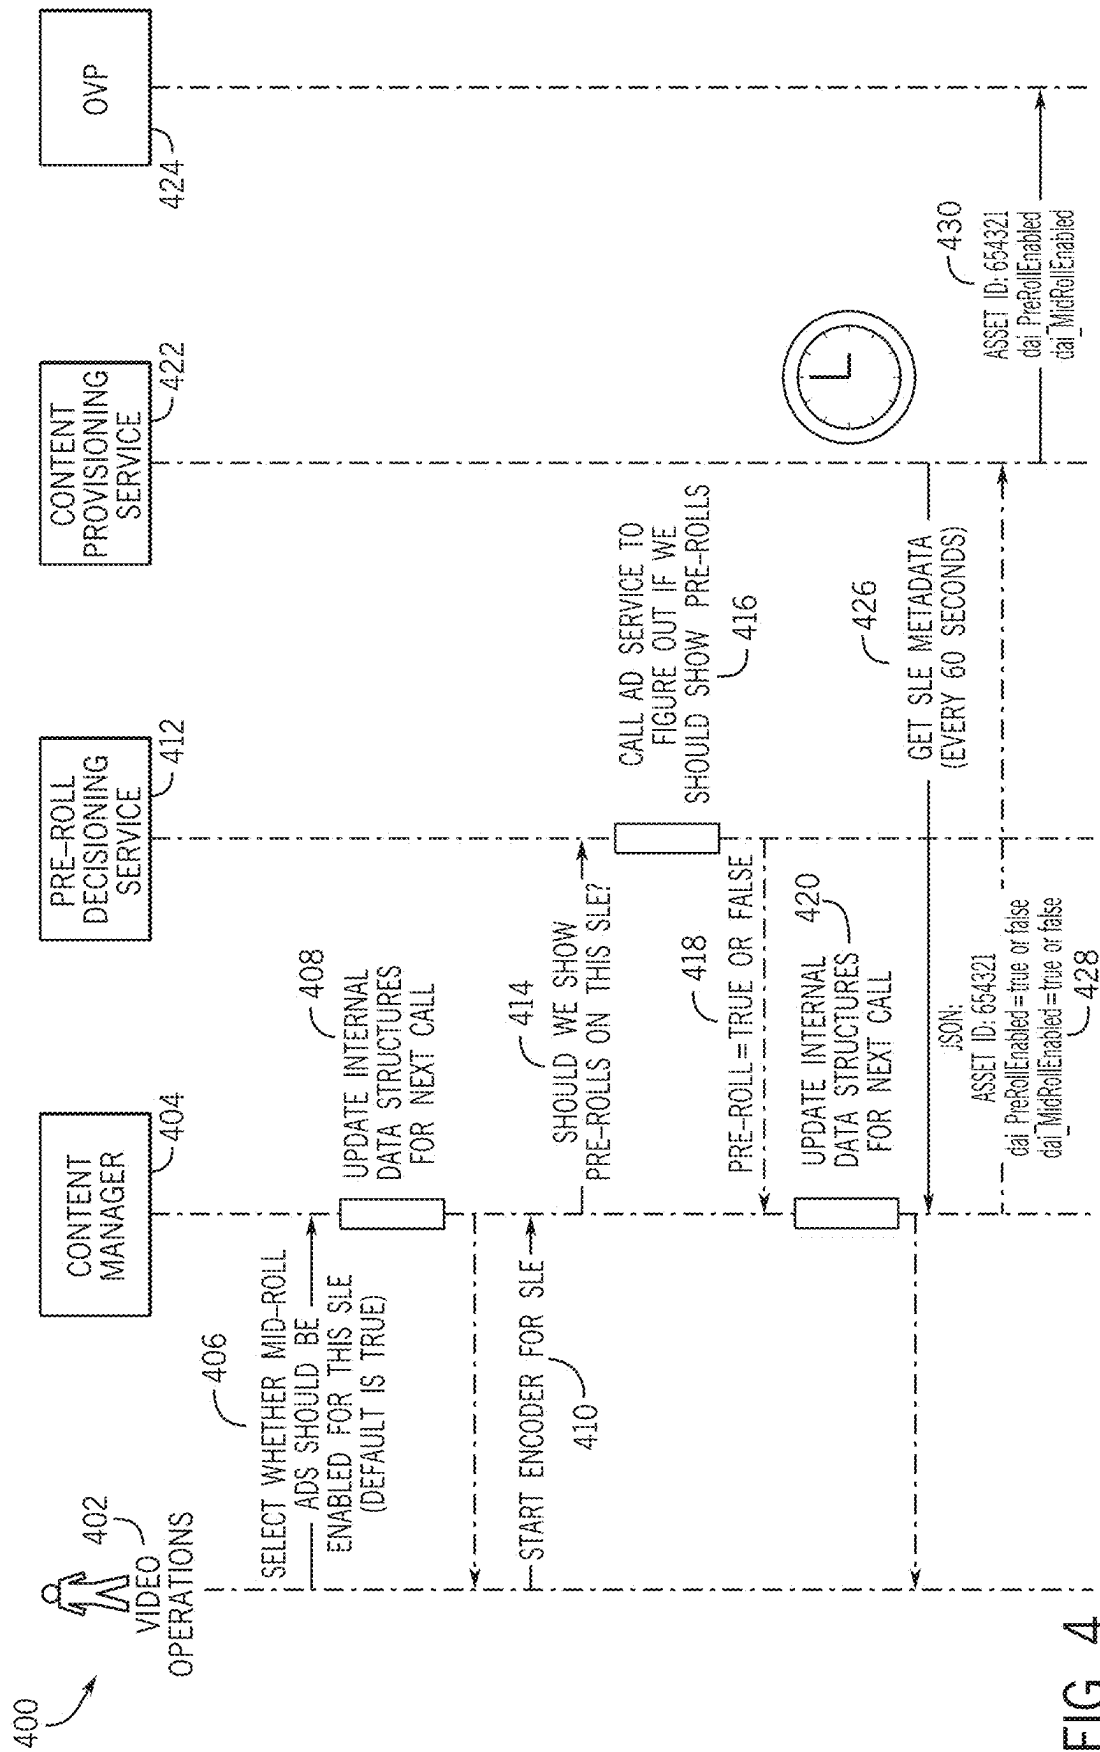 400
402
VIDEO
OPERATIONS
CONTENT
MANAGER
404
PRE-ROLL
DECISIONING
SERVICE
412
CONTENT
PROVISIONING
SERVICE
422
OVP
424
406
SELECT WHETHER MID-ROLL
ADS SHOULD BE
ENABLED FOR THIS SLE
(DEFAULT IS TRUE)
408
UPDATE INTERNAL
DATA STRUCTURES
FOR NEXT CALL
START ENCODER FOR SLE
410
414
SHOULD WE SHOW
PRE-ROLLS ON THIS SLE?
CALL AD SERVICE TO
FIGURE OUT IF WE
SHOULD SHOW PRE-ROLLS
416
418
PRE-ROLL=TRUE OR FALSE
UPDATE INTERNAL
DATA STRUCTURES
FOR NEXT CALL
420
426
GET SLE METADATA
(EVERY 60 SECONDS)
JSON:
ASSET ID: 654321
dai_PreRollEnabled=true or false
dai_MidRollEnabled=true or false
428
430
ASSET ID: 654321
dai_PreRollEnabled
dai_MidRollEnabled
FIG 4